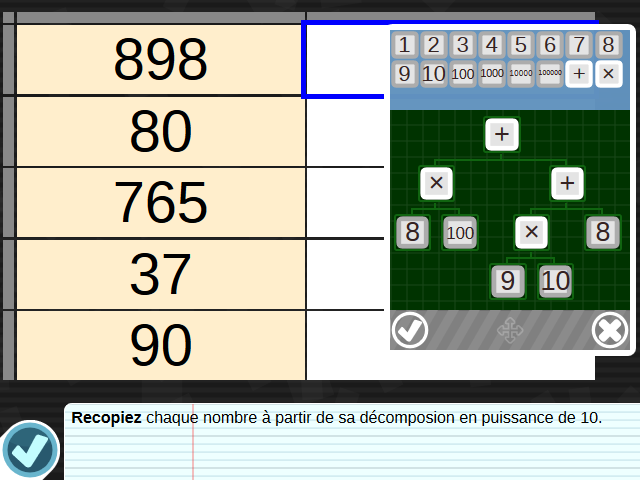 898
80
765
37
90
1 2 3 4 5 6 7 8
9 10 100 1000 10000 100000 + ×
+
× +
8 100 × 8
9 10
Recopiez chaque nombre à partir de sa décomposion en puissance de 10.